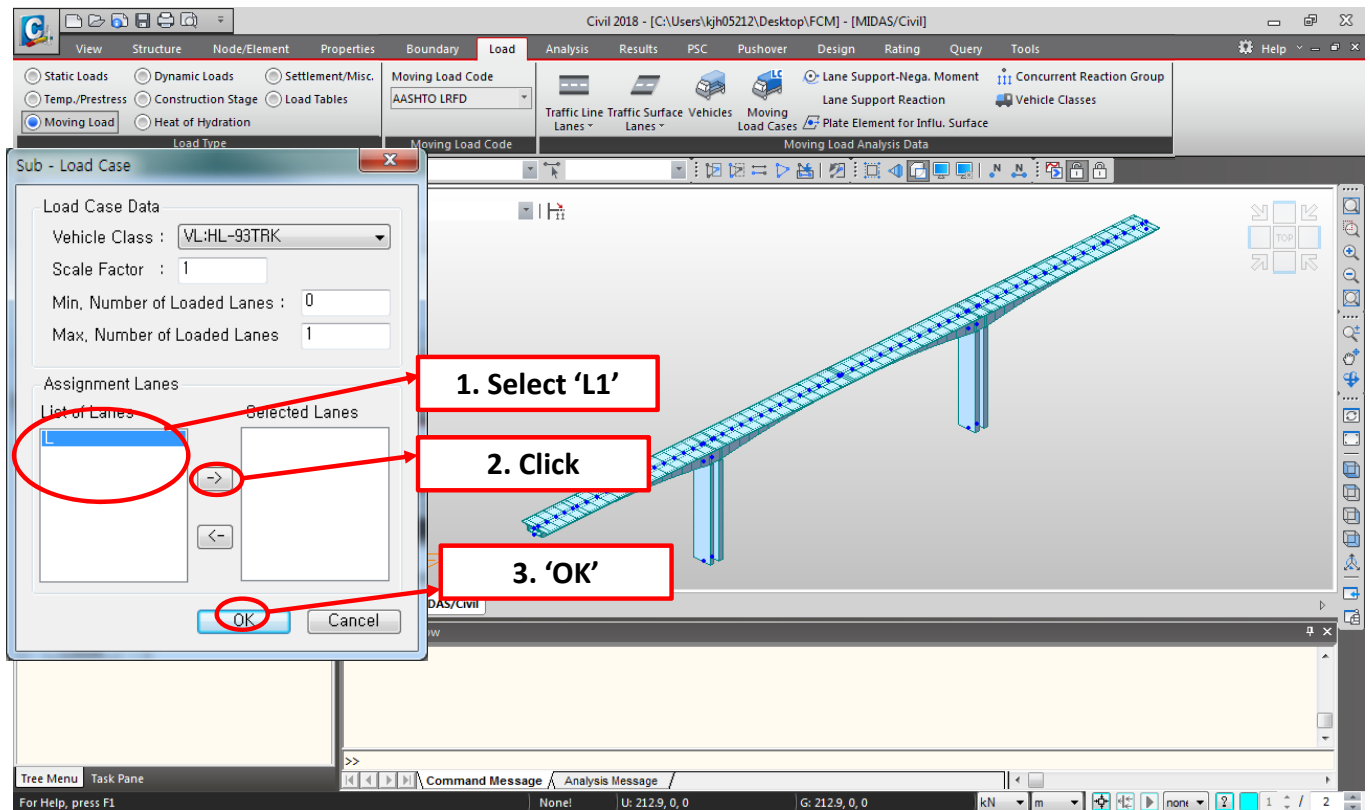 Civil 2018 - [C:\Users\kjh05212\Desktop\FCM] - [MIDAS/Civil]
View Structure Node/Element Properties Boundary Load Analysis Results PSC Pushover Design Rating Query Tools Help
Static Loads Dynamic Loads Settlement/Misc.
Temp./Prestress Construction Stage Load Tables
Moving Load Heat of Hydration
Load Type
Moving Load Code
AASHTO LRFD
Moving Load Code
Traffic Line Lanes
Traffic Surface Lanes
Vehicles
LC
Moving Load Cases
Lane Support-Nega. Moment
Lane Support Reaction
Plate Element for Influ. Surface
Concurrent Reaction Group
Vehicle Classes
Moving Load Analysis Data
Sub - Load Case
Load Case Data
Vehicle Class : VL:HL-93TRK
Scale Factor : 1
Min, Number of Loaded Lanes : 0
Max, Number of Loaded Lanes 1
Assignment Lanes
List of Lanes Selected Lanes
L
->
<-
OK Cancel
1. Select ‘L1’
2. Click
3. ‘OK’
TOP
DAS/Civil
ow
>>
Tree Menu Task Pane
Command Message Analysis Message
For Help, press F1 None! U: 212.9, 0, 0 G: 212.9, 0, 0 kN m none ? 1 / 2